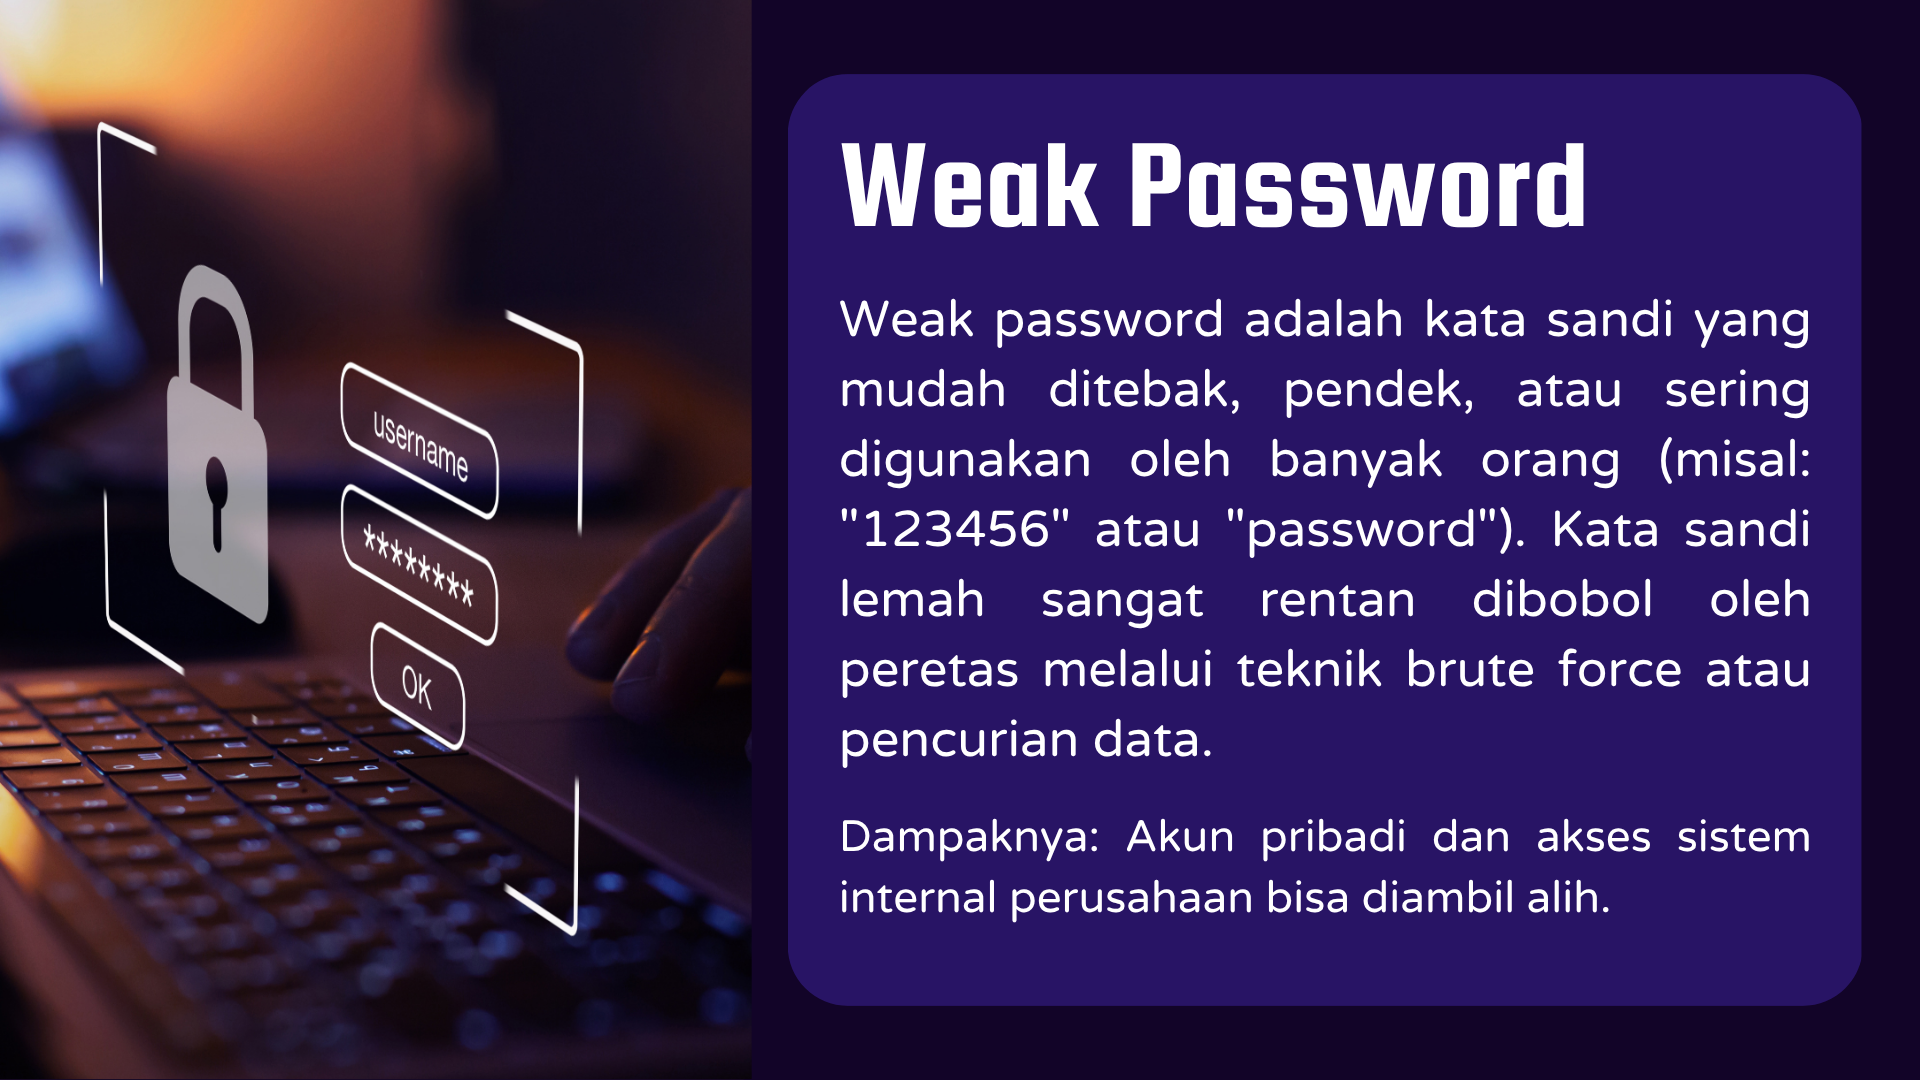 username
********
OK
Weak Password
Weak password adalah kata sandi yang
mudah ditebak, pendek, atau sering
digunakan oleh banyak orang (misal:
"123456" atau "password"). Kata sandi
lemah sangat rentan dibobol oleh
peretas melalui teknik brute force atau
pencurian data.
Dampaknya: Akun pribadi dan akses sistem
internal perusahaan bisa diambil alih.